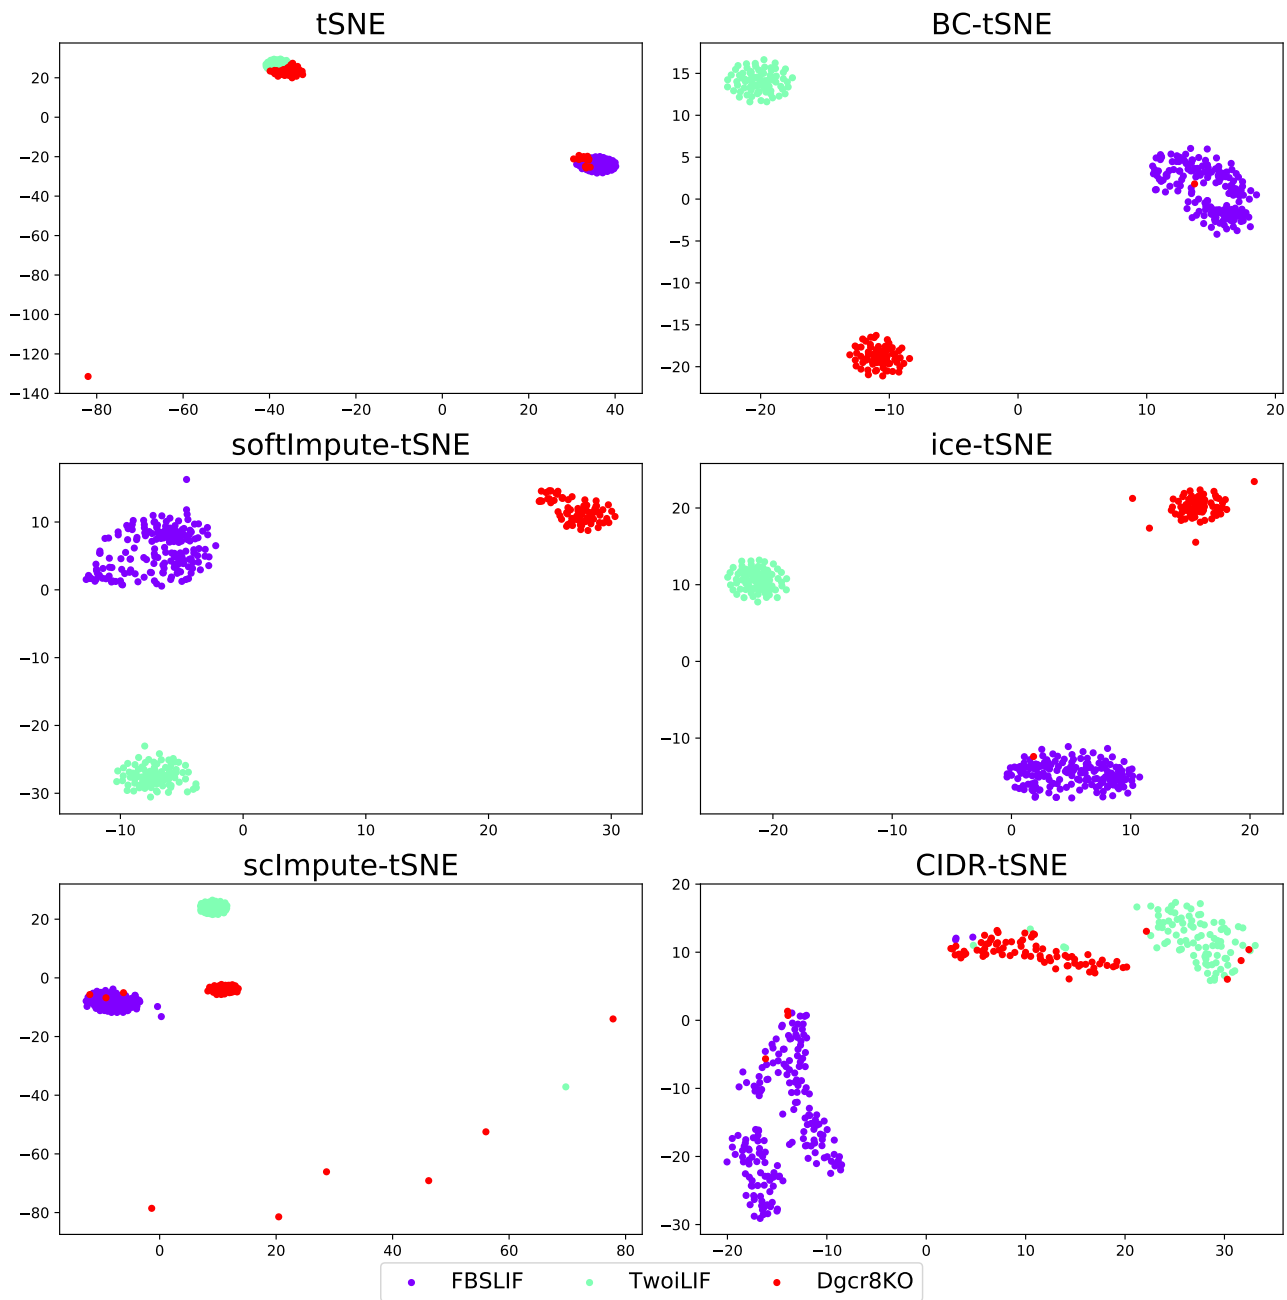 tSNE
20
0
−20
−40
−60
−80
−100
−120
−140
−80 −60 −40 −20 0 20 40
BC-tSNE
15
10
5
0
−5
−10
−15
−20
−20 −10 0 10 20
softImpute-tSNE
10
0
−10
−20
−30
−10 0 10 20 30
ice-tSNE
20
10
0
−10
−20 −10 0 10 20
scImpute-tSNE
20
0
−20
−40
−60
−80
0 20 40 60 80
CIDR-tSNE
20
10
0
−10
−20
−30
−20 −10 0 10 20 30
FBSLIF TwoiLIF Dgcr8KO